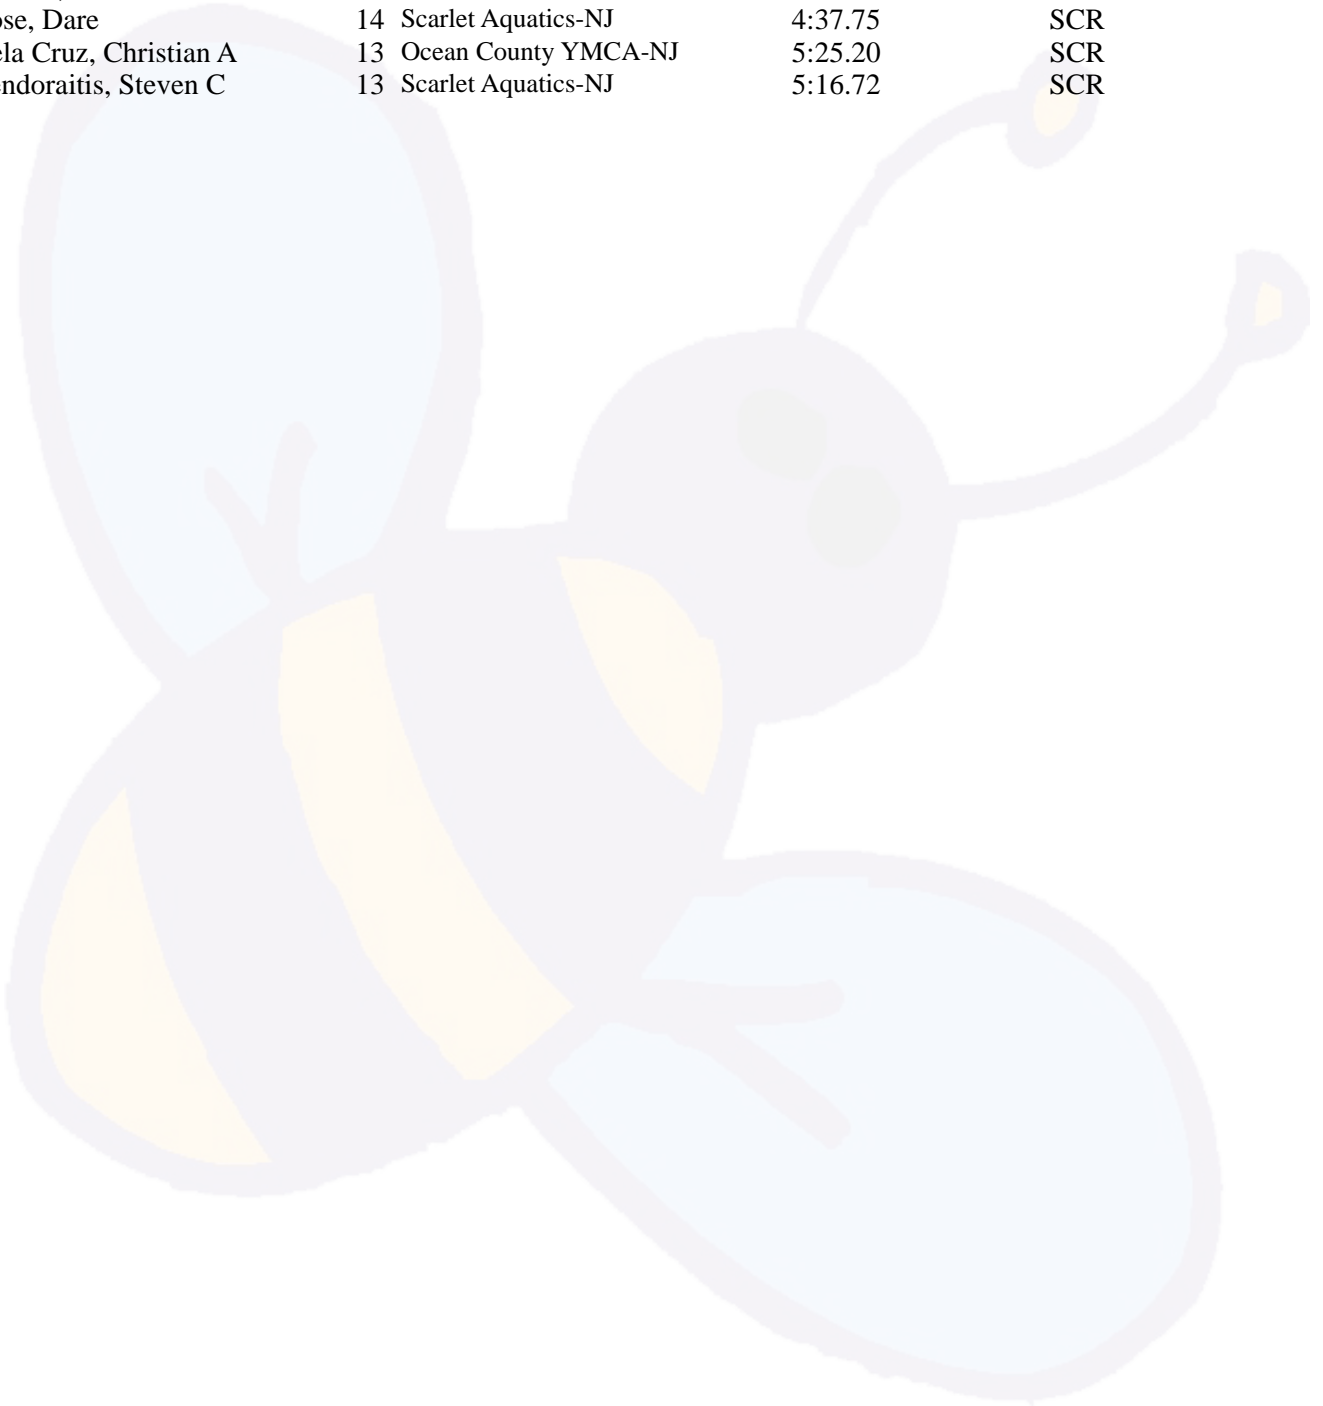 ose, Dare 14 Scarlet Aquatics-NJ 4:37.75 SCR
ela Cruz, Christian A 13 Ocean County YMCA-NJ 5:25.20 SCR
endoraitis, Steven C 13 Scarlet Aquatics-NJ 5:16.72 SCR